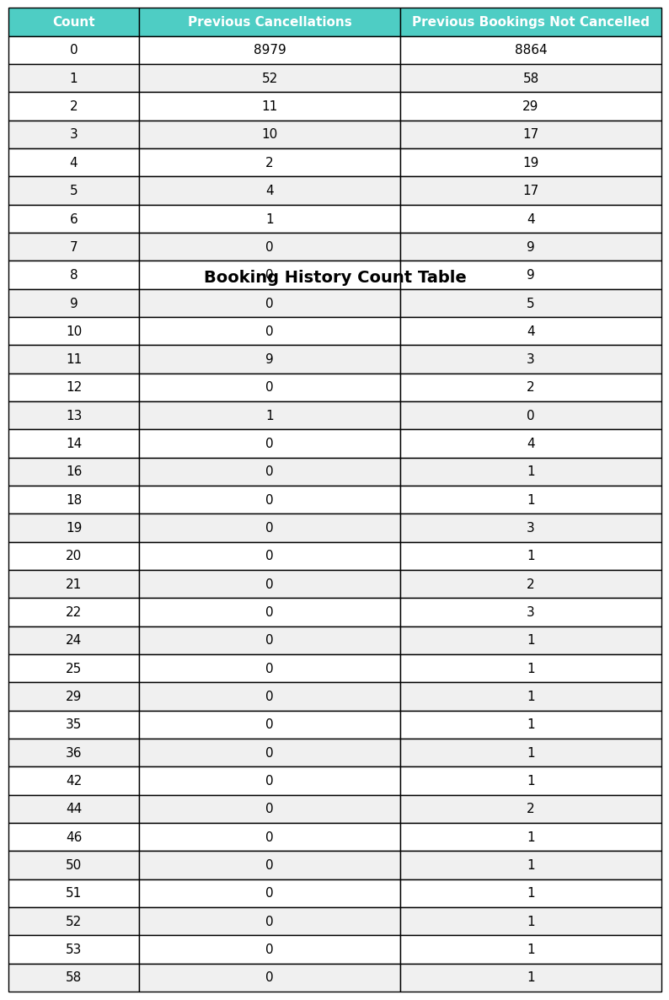 Count Previous Cancellations Previous Bookings Not Cancelled
0 8979 8864
1 52 58
2 11 29
3 10 17
4 2 19
5 4 17
6 1 4
7 0 9
8 0 9
Booking History Count Table
9 0 5
10 0 4
11 9 3
12 0 2
13 1 0
14 0 4
16 0 1
18 0 1
19 0 3
20 0 1
21 0 2
22 0 3
24 0 1
25 0 1
29 0 1
35 0 1
36 0 1
42 0 1
44 0 2
46 0 1
50 0 1
51 0 1
52 0 1
53 0 1
58 0 1